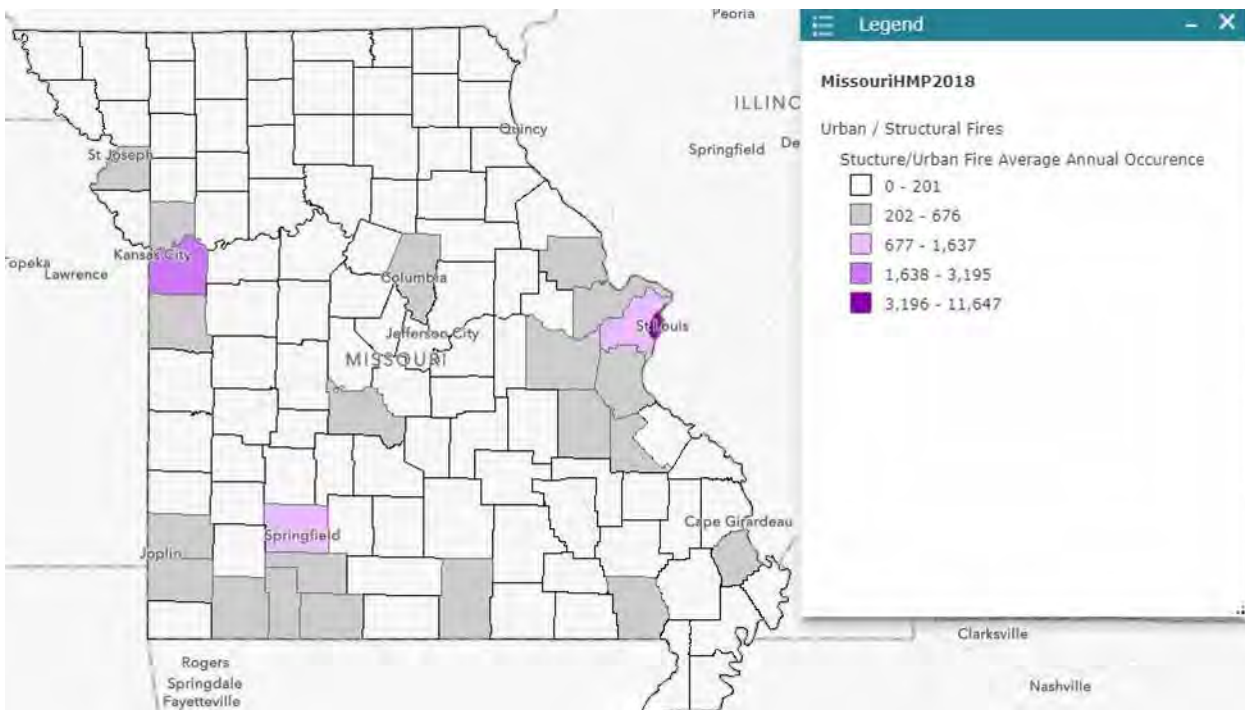 Peoria
Legend
MissouriHMP2018
ILLINC
Urban / Structural Fires
Quincy
Springfield De
St Joseph
Stucture/Urban Fire Average Annual Occurence
0 - 201
202 - 676
677 - 1,637
1,638 - 3,195
3,196 - 11,647
Kansas City
opeka
Lawrence
Columbia
St Louis
Jefferson City
MISSOURI
Cape Girardeau
Springfield
Joplin
Clarksville
Rogers
Springdale
Fayetteville
Nashville